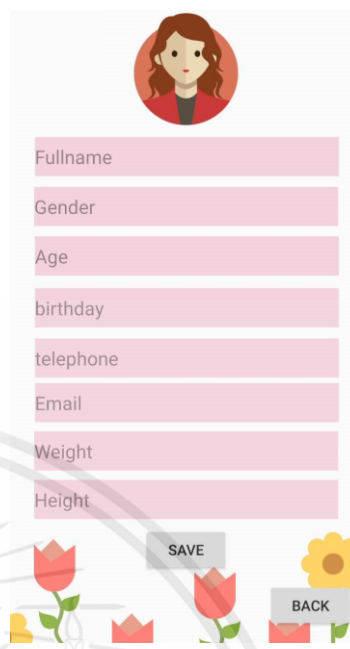 Fullname
Gender
Age
birthday
telephone
Email
Weight
Height
SAVE
BACK